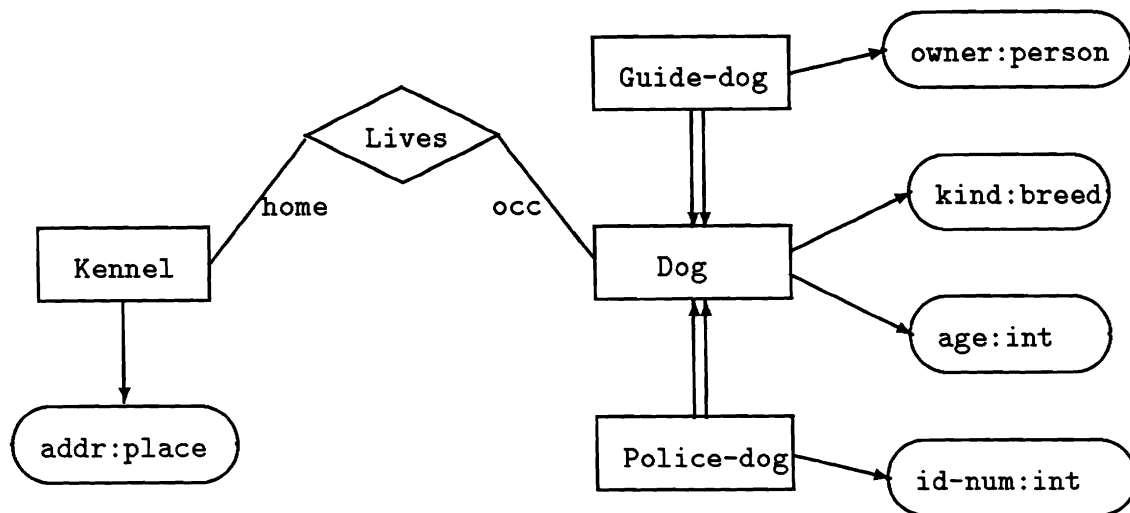 Guide-dog
owner:person
Lives
home
occ
kind:breed
Kennel
Dog
age:int
addr:place
Police-dog
id-num:int